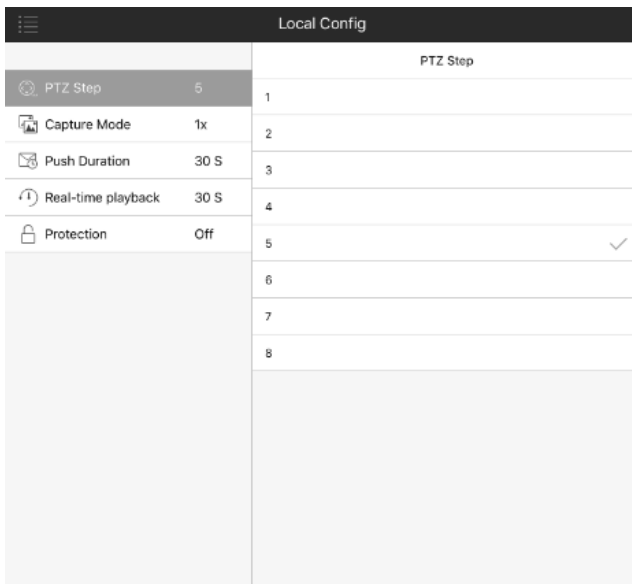 Local Config
PTZ Step 5
Capture Mode 1x
Push Duration 30 S
Real-time playback 30 S
Protection Off
PTZ Step
1
2
3
4
5
6
7
8